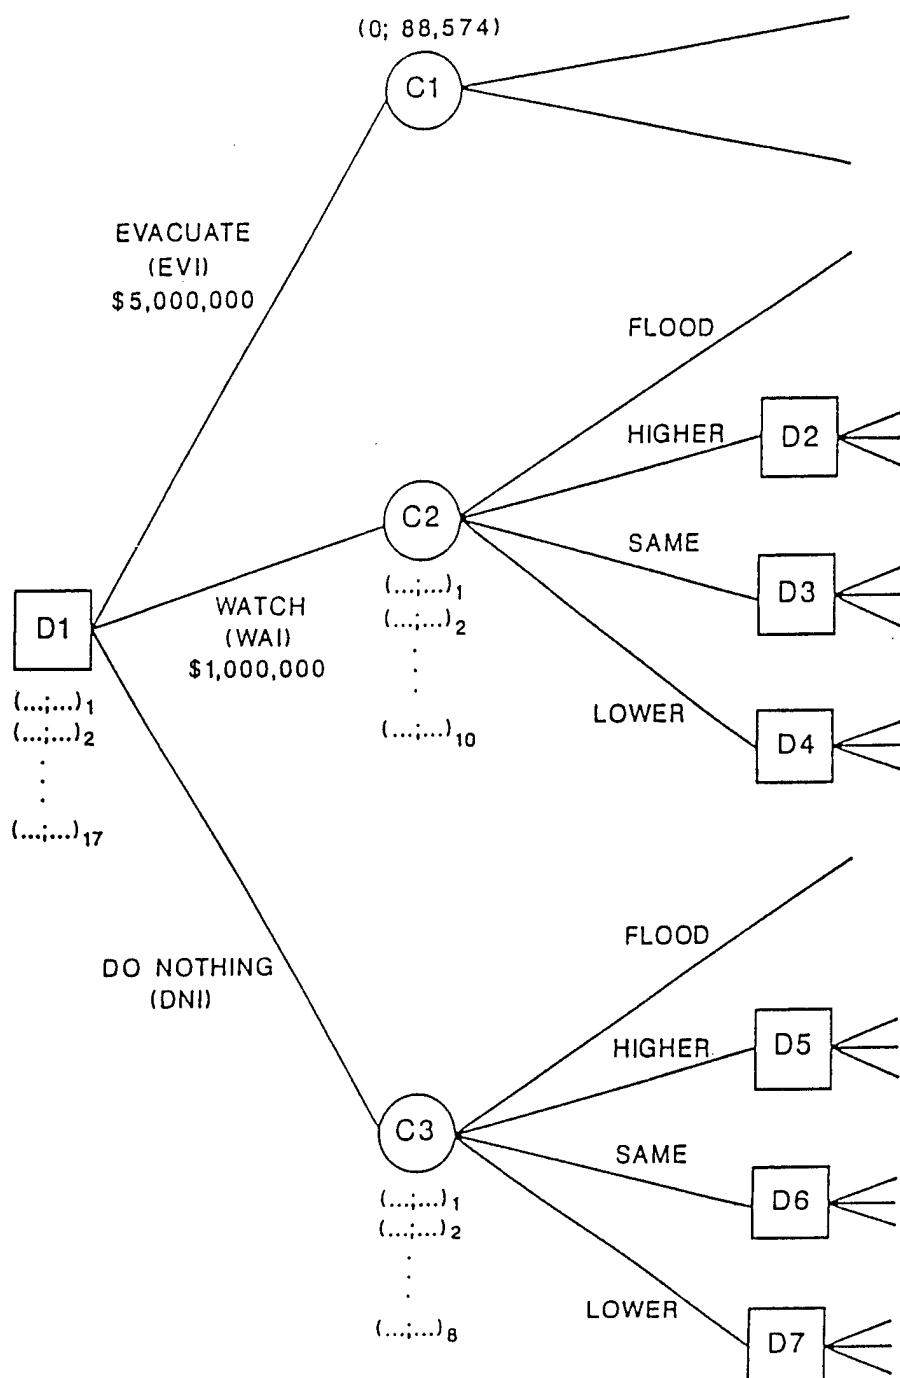 (0; 88,574)
C1
EVACUATE
(EVI)
$5,000,000
FLOOD
HIGHER
D2
C2
SAME
D3
(...;...)1
(...;...)2
.
.
.
(...;...)10
LOWER
D4
D1
WATCH
(WAI)
$1,000,000
(...;...)1
(...;...)2
.
.
.
(...;...)17
DO NOTHING
(DNI)
FLOOD
HIGHER
D5
C3
SAME
D6
(...;...)1
(...;...)2
.
.
.
(...;...)8
LOWER
D7